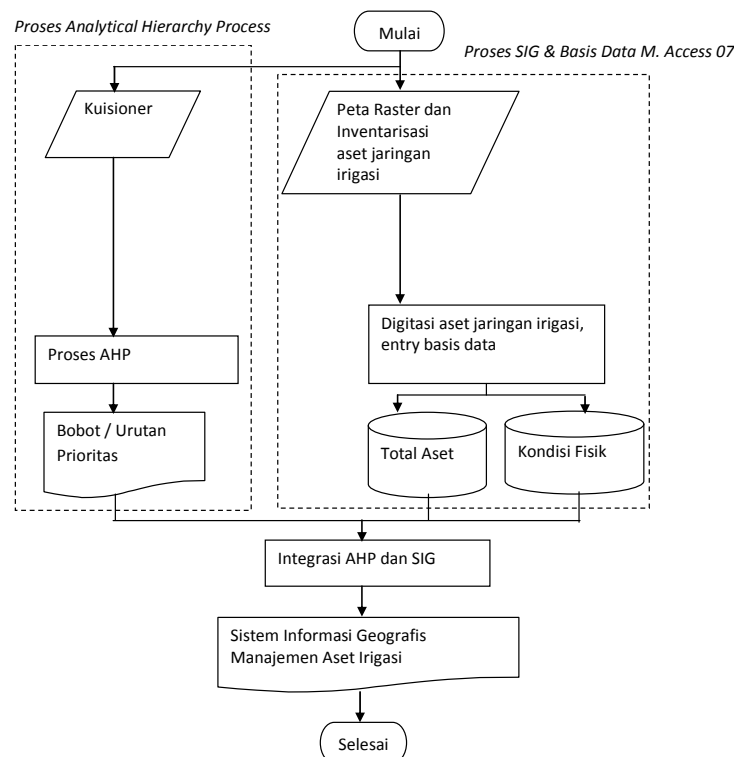 Proses Analytical Hierarchy Process
Mulai
Proses SIG & Basis Data M. Access 07
Kuisioner
Peta Raster dan
Inventarisasi
aset jaringan
irigasi
Digitasi aset jaringan irigasi,
entry basis data
Proses AHP
Bobot / Urutan
Prioritas
Total Aset
Kondisi Fisik
Integrasi AHP dan SIG
Sistem Informasi Geografis
Manajemen Aset Irigasi
Selesai